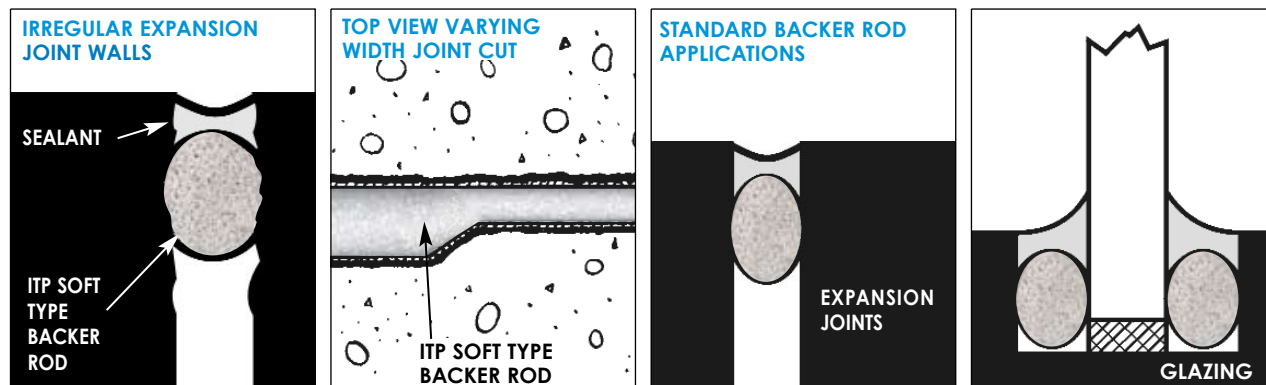 IRREGULAR EXPANSION
JOINT WALLS
SEALANT
ITP SOFT
TYPE
BACKER
ROD
TOP VIEW VARYING
WIDTH JOINT CUT
ITP SOFT TYPE
BACKER ROD
STANDARD BACKER ROD
APPLICATIONS
EXPANSION
JOINTS
GLAZING